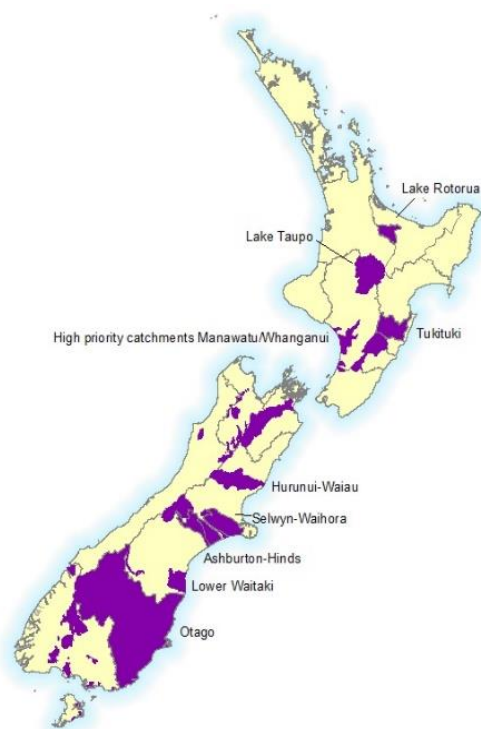 Lake Rotorua
Lake Taupo
High priority catchments Manawatu/Whanganui
Tukituki
Hurunui-Waiau
Selwyn-Waihora
Ashburton-Hinds
Lower Waitaki
Otago